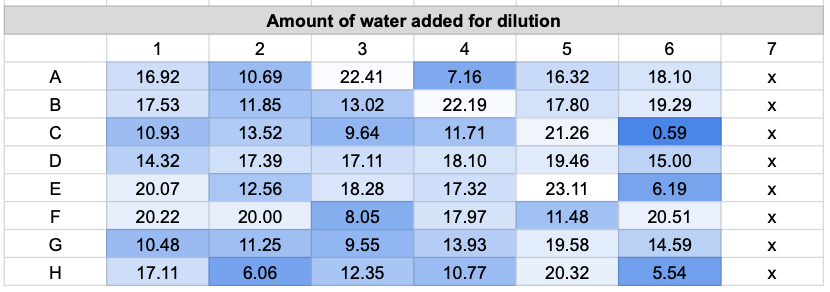 Amount of water added for dilution
1 2 3 4 5 6 7
A 16.92 10.69 22.41 7.16 16.32 18.10 x
B 17.53 11.85 13.02 22.19 17.80 19.29 x
C 10.93 13.52 9.64 11.71 21.26 0.59 x
D 14.32 17.39 17.11 18.10 19.46 15.00 x
E 20.07 12.56 18.28 17.32 23.11 6.19 x
F 20.22 20.00 8.05 17.97 11.48 20.51 x
G 10.48 11.25 9.55 13.93 19.58 14.59 x
H 17.11 6.06 12.35 10.77 20.32 5.54 x